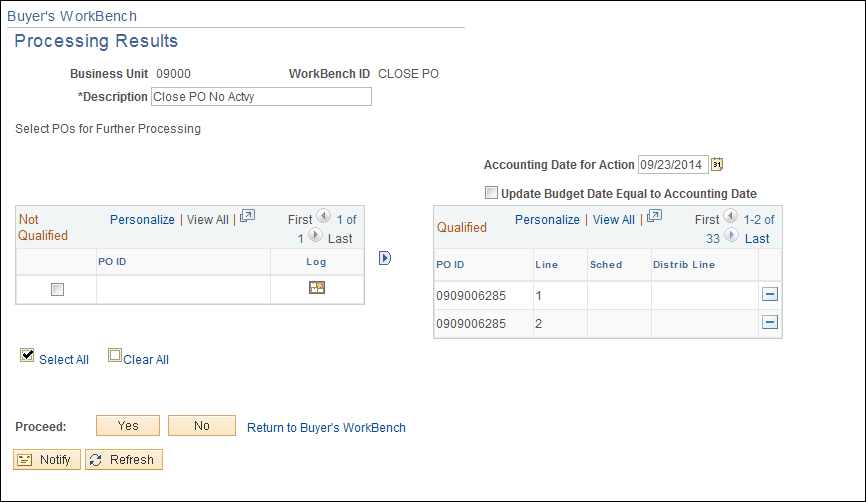 Buyer's WorkBench
Processing Results
Business Unit 09000 WorkBench ID CLOSE PO
*Description Close PO No Actvy
Select POs for Further Processing
Accounting Date for Action 09/23/2014 31
Update Budget Date Equal to Accounting Date
Not Qualified Personalize | View All | First 1 of 1 Last
PO ID Log
Qualified Personalize | View All | First 1-2 of 33 Last
PO ID Line Sched Distrib Line
0909006285 1
0909006285 2
Select All Clear All
Proceed: Yes No Return to Buyer's WorkBench
Notify Refresh